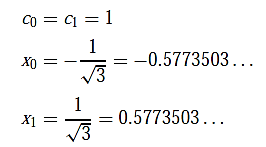 c₀ = c₁ = 1
x₀ = −1/√3 = −0.5773503...
x₁ = 1/√3 = 0.5773503...